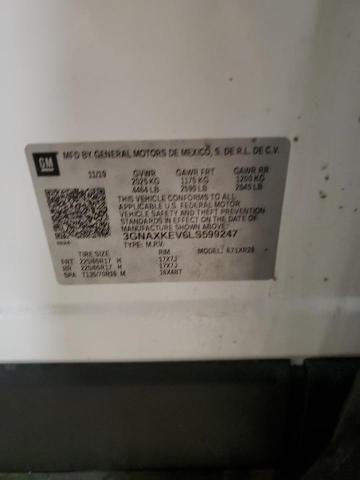 GM
MFD BY GENERAL MOTORS DE MEXICO, S. DE R.L. DE C.V.
11/19 GVWR GAWR FRT GAWR RR
2025 KG 1175 KG 1200 KG
4464 LB 2590 LB 2645 LB
THIS VEHICLE CONFORMS TO ALL APPLICABLE
U.S. FEDERAL MOTOR
VEHICLE SAFETY AND THEFT PREVENTION
STANDARDS IN EFFECT ON THE DATE OF
MANUFACTURE SHOWN ABOVE.
3GNAXKEV6LS599247
TYPE: M.P.V. MODEL: 671XR26
TIRE SIZE RIM
FRT 225/65R17 H 17X7J
RR 225/65R17 H 17X7J
SPA T135/70R16 M 16X4BT